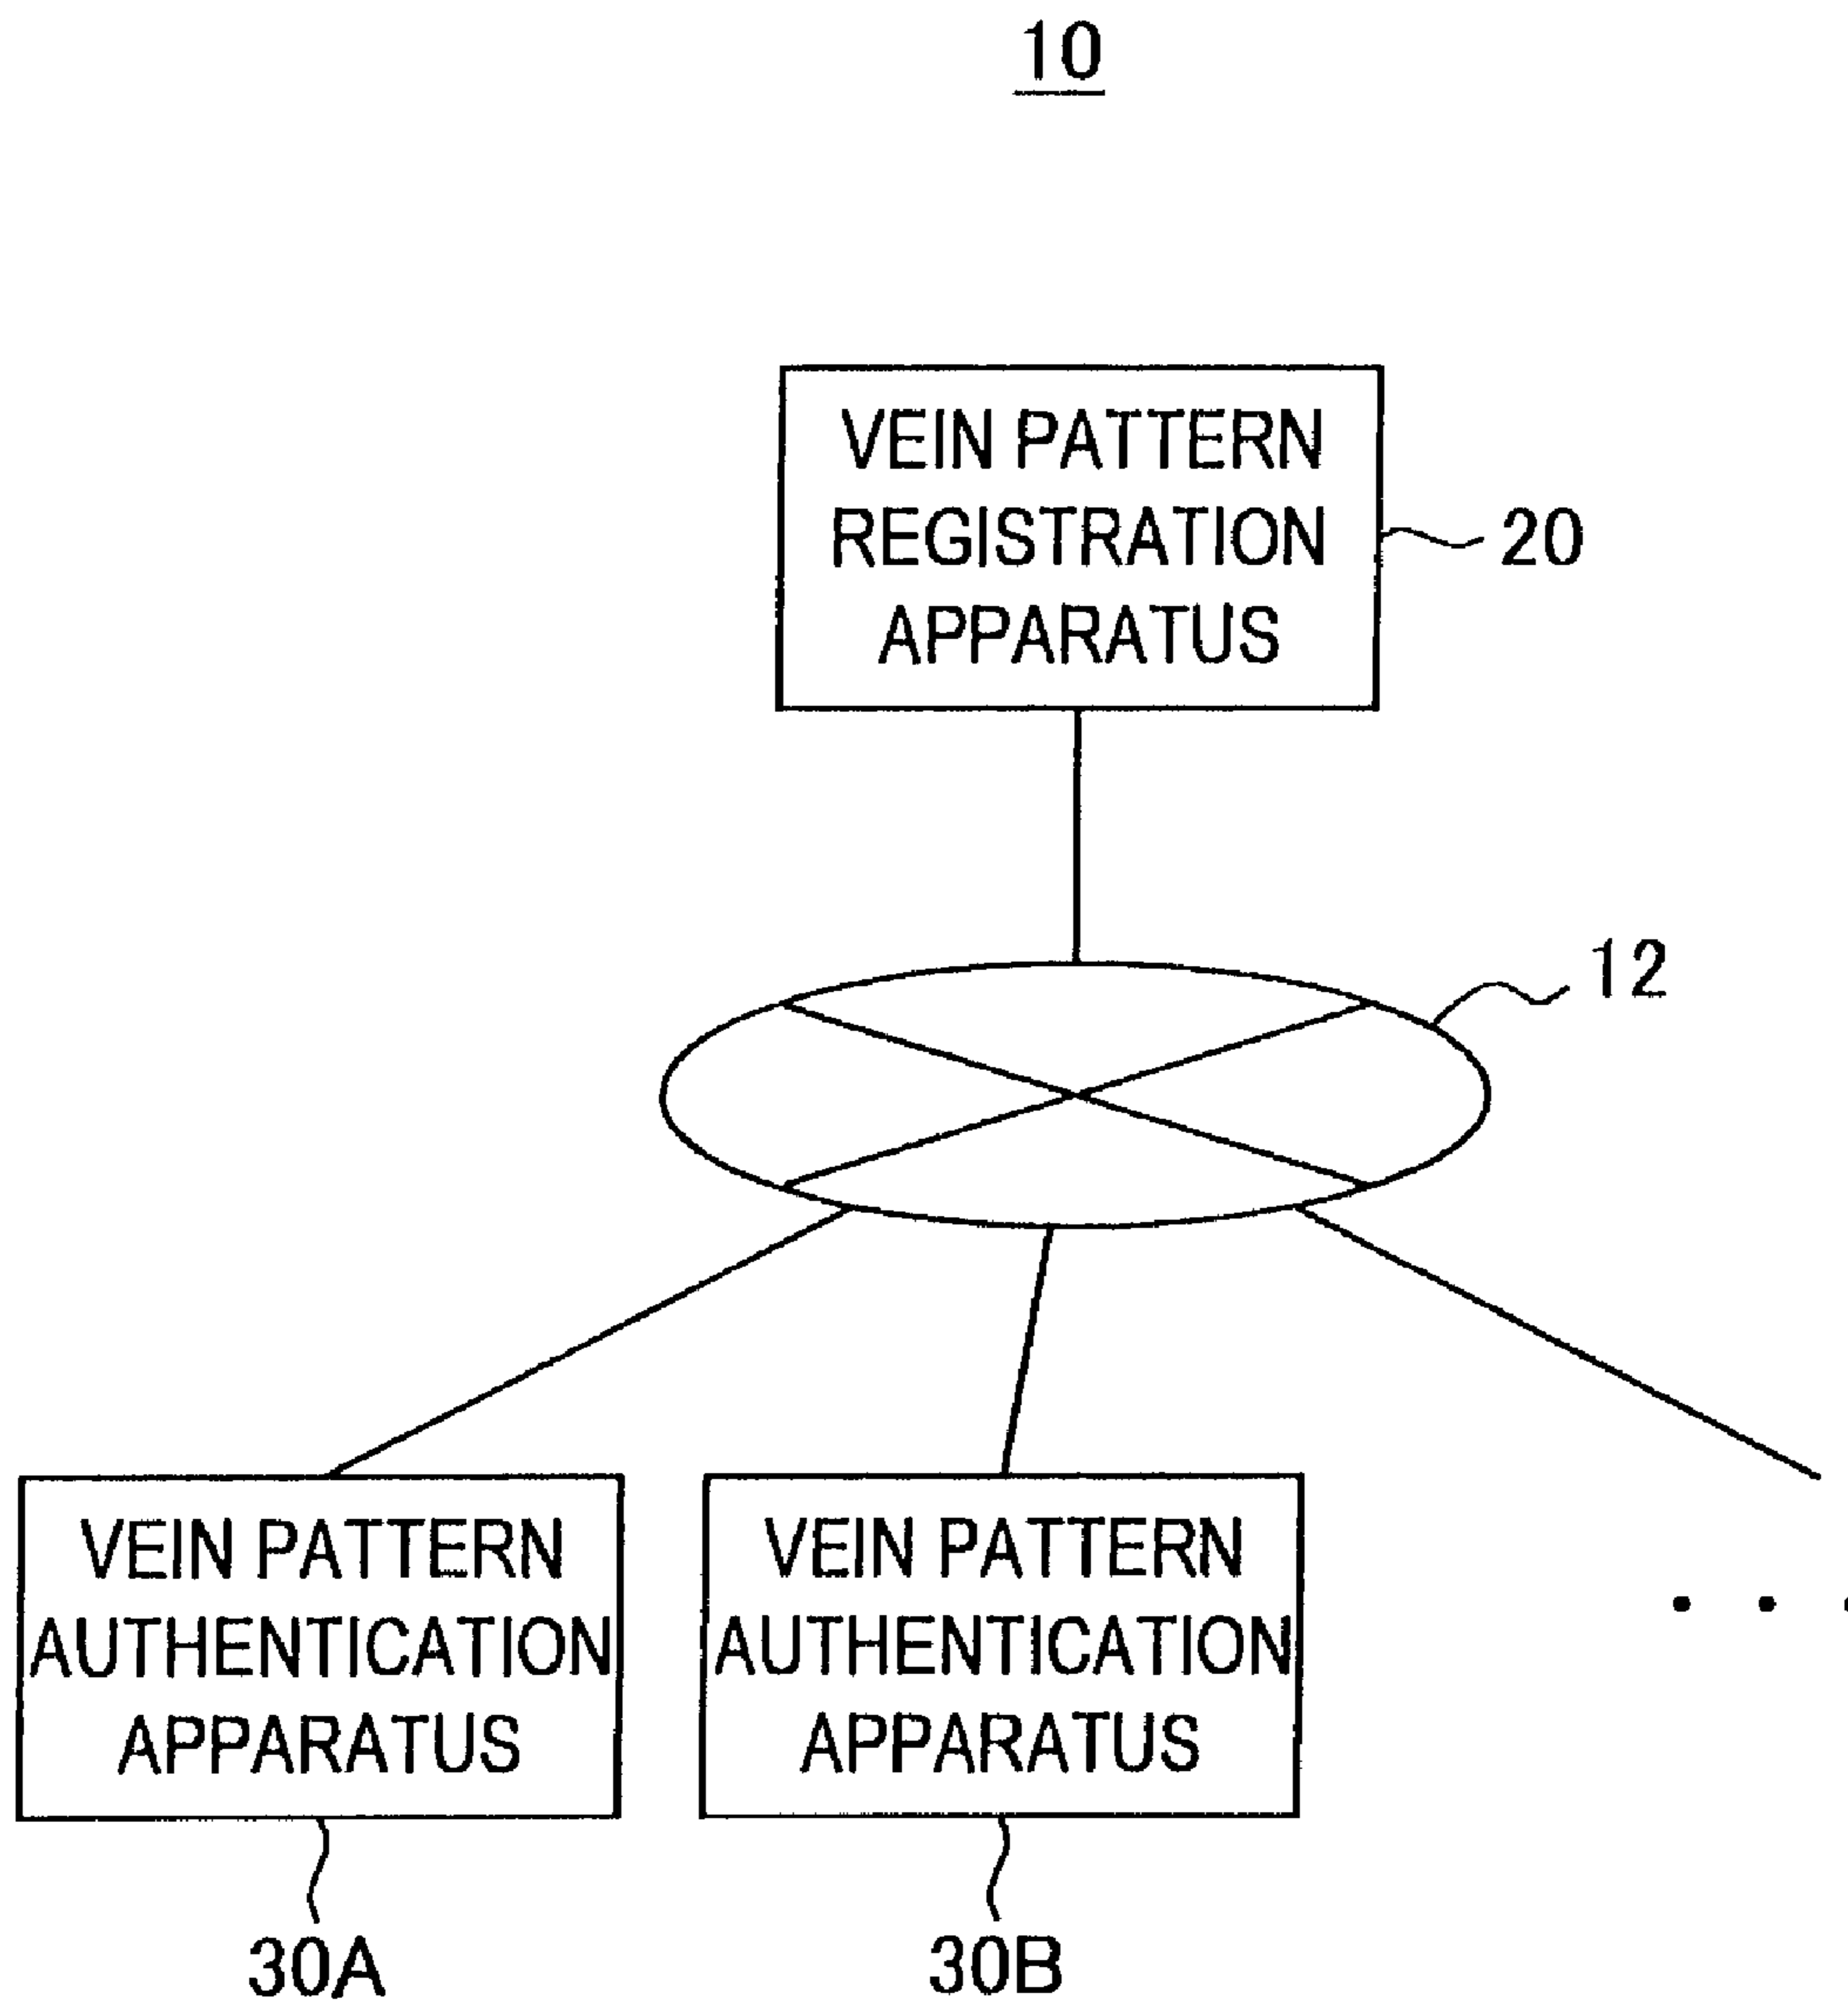 10
VEIN PATTERN
REGISTRATION
APPARATUS
20
12
VEIN PATTERN
AUTHENTICATION
APPARATUS
VEIN PATTERN
AUTHENTICATION
APPARATUS
. . .
30A
30B